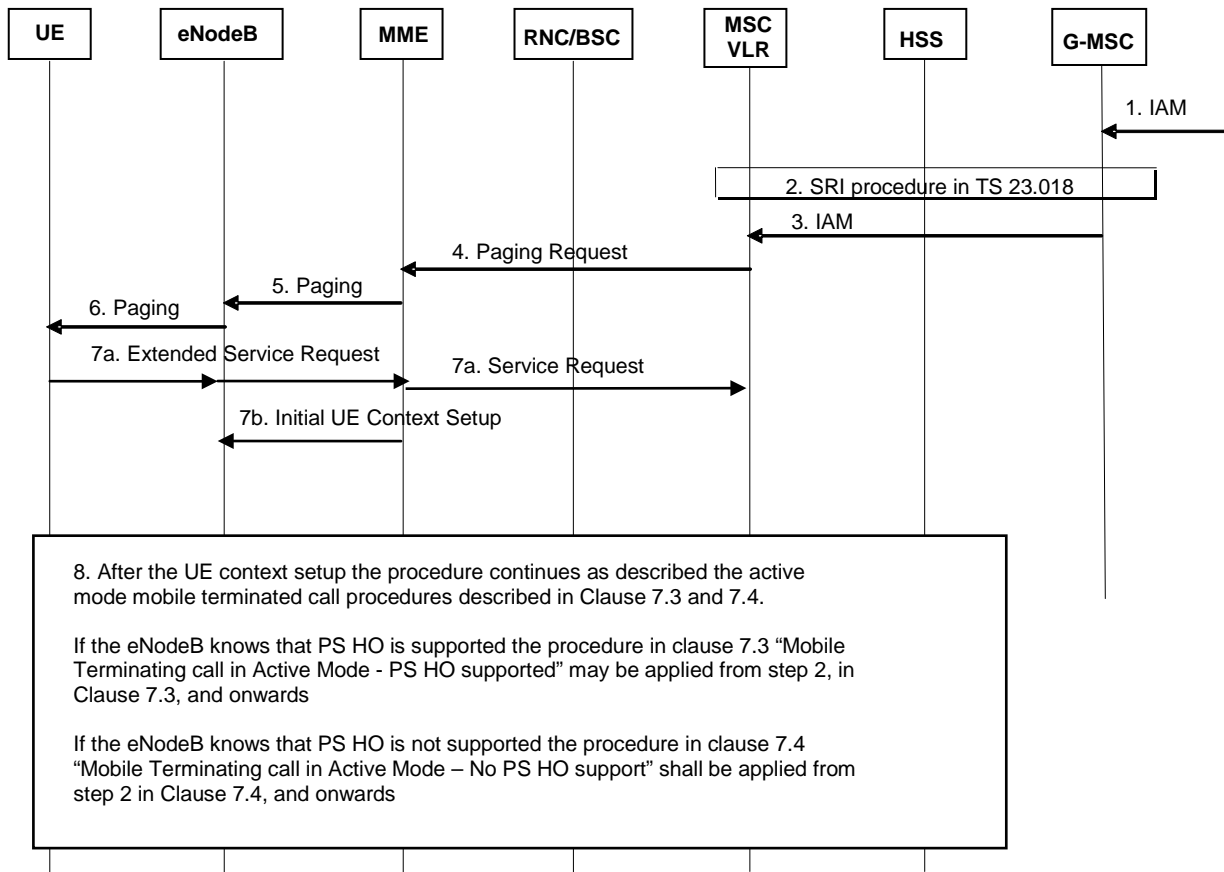 UE
eNodeB
MME
RNC/BSC
MSC
VLR
HSS
G-MSC
1. IAM
2. SRI procedure in TS 23.018
3. IAM
4. Paging Request
5. Paging
6. Paging
7a. Extended Service Request
7a. Service Request
7b. Initial UE Context Setup
8. After the UE context setup the procedure continues as described the active
mode mobile terminated call procedures described in Clause 7.3 and 7.4.
If the eNodeB knows that PS HO is supported the procedure in clause 7.3 “Mobile
Terminating call in Active Mode - PS HO supported” may be applied from step 2, in
Clause 7.3, and onwards
If the eNodeB knows that PS HO is not supported the procedure in clause 7.4
“Mobile Terminating call in Active Mode – No PS HO support” shall be applied from
step 2 in Clause 7.4, and onwards